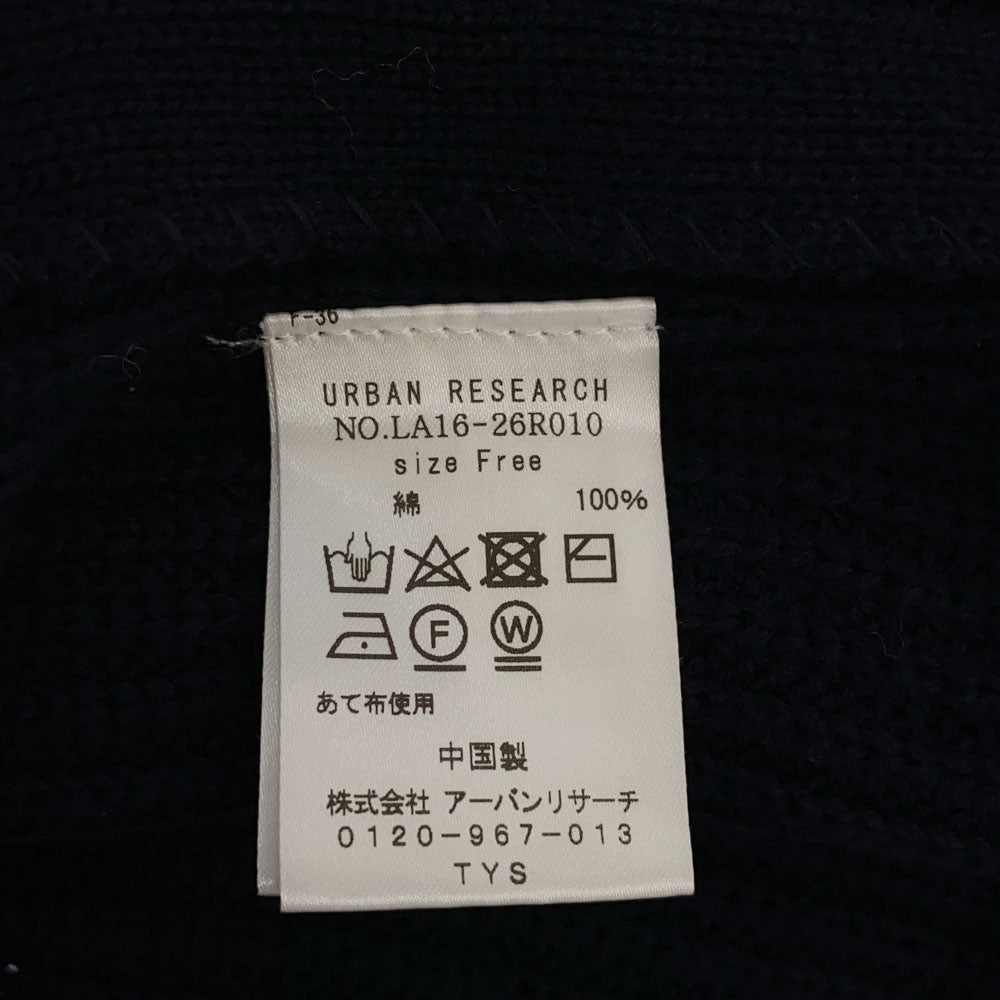 F-36
URBAN RESEARCH
NO.LA16-26R010
size Free
綿 100%
F W
あて布使用
中国製
株式会社 アーバンリサーチ
0120-967-013
TYS